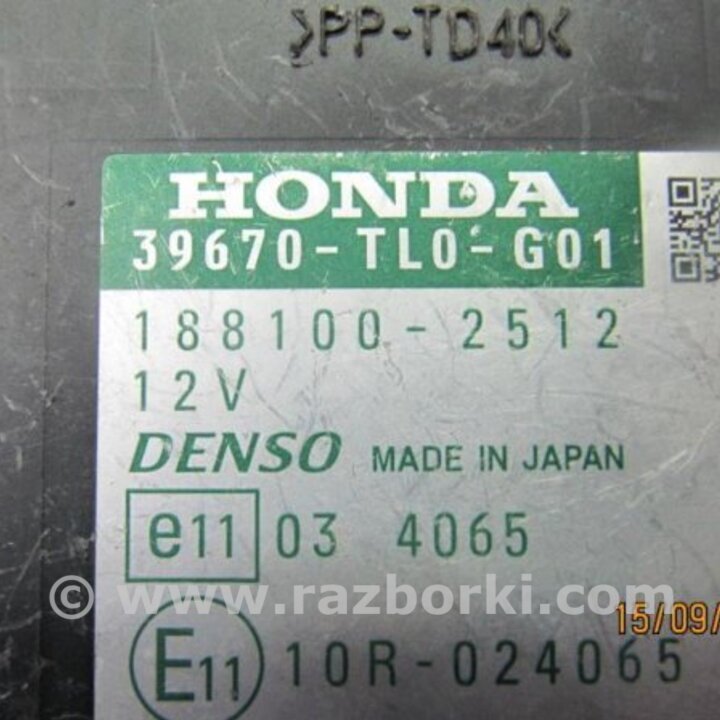 >PP-TD40<
HONDA
39670-TL0-G01
188100-2512
12V
DENSO MADE IN JAPAN
e11 03 4065
© www.razborki.com
15/09/
E11 10R-024065